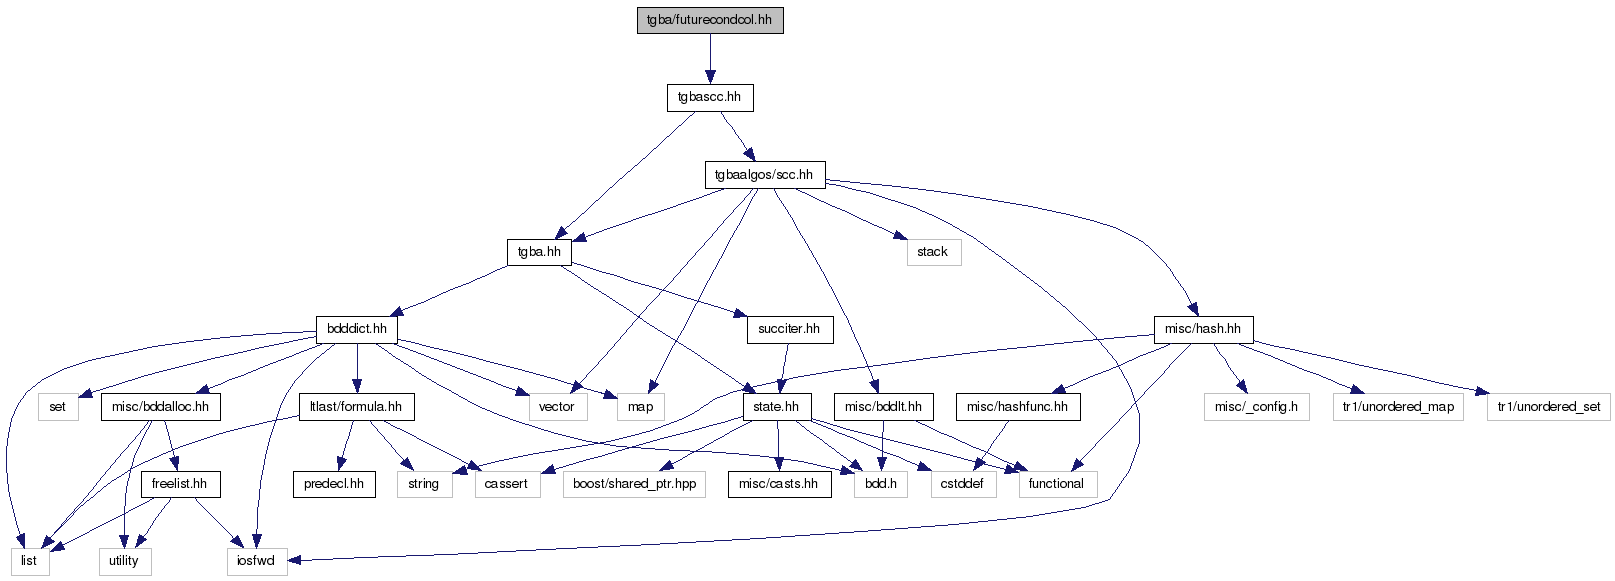 tgba/futurecondcol.hh
tgbascc.hh
tgbaalgos/scc.hh
tgba.hh
stack
bdddict.hh
succiter.hh
misc/hash.hh
set
misc/bddalloc.hh
ltlast/formula.hh
vector
map
state.hh
misc/bddlt.hh
misc/hashfunc.hh
misc/_config.h
tr1/unordered_map
tr1/unordered_set
freelist.hh
predecl.hh
string
cassert
boost/shared_ptr.hpp
misc/casts.hh
bdd.h
cstddef
functional
list
utility
iosfwd